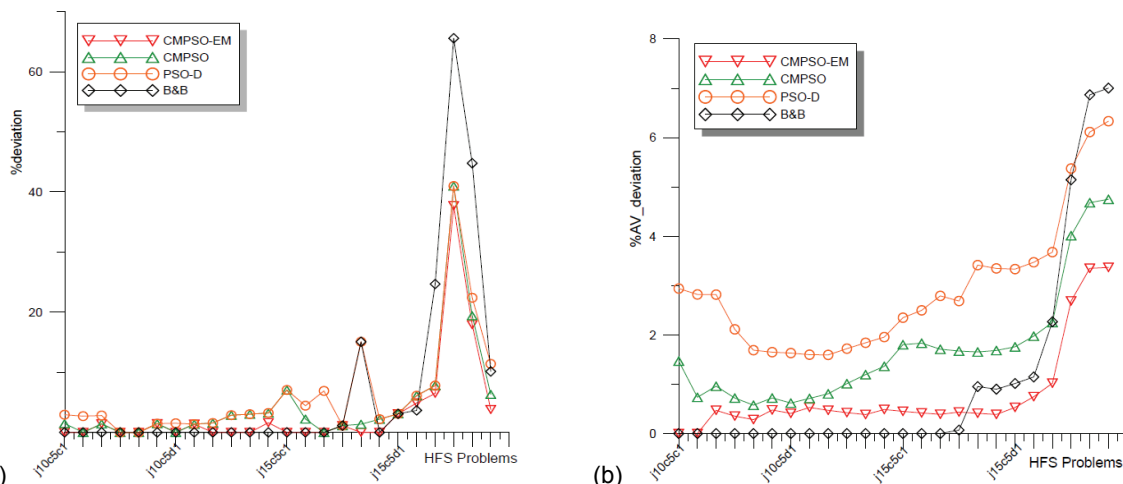 60
40
20
%deviation
CMPSO-EM
CMPSO
PSO-D
B&B
j10c5c1
j10c5d1
j15c5c1
j15c5d1
HFS Problems
)
8
6
4
2
0
%AV_deviation
CMPSO-EM
CMPSO
PSO-D
B&B
j10c5c1
j10c5d1
j15c5c1
j15c5d1
HFS Problems
(b)